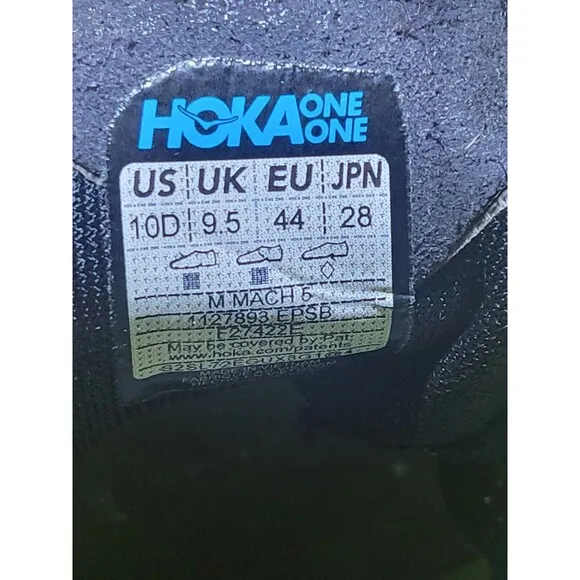 HOKA ONE ONE
US UK EU JPN
10D 9.5 44 28
M MACH 5
1127893 EPSB
F27422E
May be covered by Pat:
www.hoka.com/patents